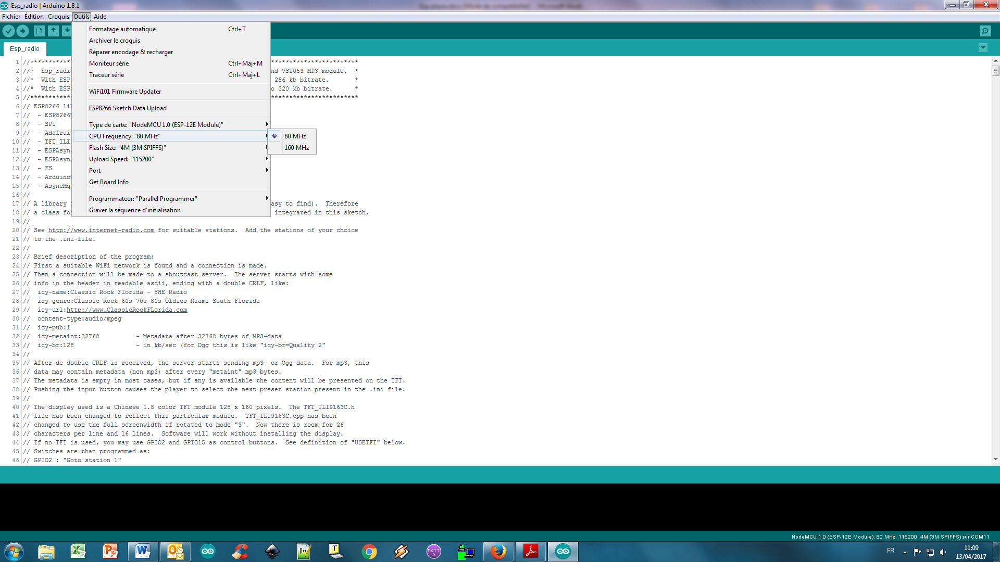 Esp_radio | Arduino 1.8.1
Fichier Édition Croquis Outils Aide
Formatage automatique Ctrl+T
Archiver le croquis
Réparer encodage & recharger
Moniteur série Ctrl+Maj+M
Traceur série Ctrl+Maj+L
WiFi101 Firmware Updater
ESP8266 Sketch Data Upload
Type de carte: "NodeMCU 1.0 (ESP-12E Module)"
CPU Frequency: "80 MHz"
Flash Size: "4M (3M SPIFFS)"
Upload Speed: "115200"
Port
Get Board Info
Programmateur: "Parallel Programmer"
Graver la séquence d'initialisation
80 MHz
160 MHz
Esp_radio
1 //************* ************************
2 //* Esp_radio nd VS1053 MP3 module. *
3 //* With ESP8 256 kb bitrate. *
4 //* With ESP8 o 320 kb bitrate. *
5 //************* ************************
6 // ESP8266 li
7 // - ESP8266
8 // - SPI
9 // - Adafruit
10 // - TFT_ILI
11 // - ESPAsync
12 // - ESPAsync
13 // - FS
14 // - Arduino
15 // - AsyncMq
16 //
17 // A library asy to find). Therefore
18 // a class fo integrated in this sketch.
19 //
20 // See http://www.internet-radio.com for suitable stations. Add the stations of your choice
21 // to the .ini-file.
22 //
23 // Brief description of the program:
24 // First a suitable WiFi network is found and a connection is made.
25 // Then a connection will be made to a shoutcast server. The server starts with some
26 // info in the header in readable ascii, ending with a double CRLF, like:
27 // icy-name:Classic Rock Florida - SHE Radio
28 // icy-genre:Classic Rock 60s 70s 80s Oldies Miami South Florida
29 // icy-url:http://www.ClassicRockFLorida.com
30 // content-type:audio/mpeg
31 // icy-pub:1
32 // icy-metaint:32768 - Metadata after 32768 bytes of MP3-data
33 // icy-br:128 - in kb/sec (for Ogg this is like "icy-br=Quality 2"
34 //
35 // After de double CRLF is received, the server starts sending mp3- or Ogg-data. For mp3, this
36 // data may contain metadata (non mp3) after every "metaint" mp3 bytes.
37 // The metadata is empty in most cases, but if any is available the content will be presented on the TFT.
38 // Pushing the input button causes the player to select the next preset station present in the .ini file.
39 //
40 // The display used is a Chinese 1.8 color TFT module 128 x 160 pixels. The TFT_ILI9163C.h
41 // file has been changed to reflect this particular module. TFT_ILI9163C.cpp has been
42 // changed to use the full screenwidth if rotated to mode "3". Now there is room for 26
43 // characters per line and 16 lines. Software will work without installing the display.
44 // If no TFT is used, you may use GPIO2 and GPIO15 as control buttons. See definition of "USETFT" below.
45 // Switches are than programmed as:
46 // GPIO2 : "Goto station 1"
NodeMCU 1.0 (ESP-12E Module), 80 MHz, 115200, 4M (3M SPIFFS) sur COM11
FR
11:09
13/04/2017